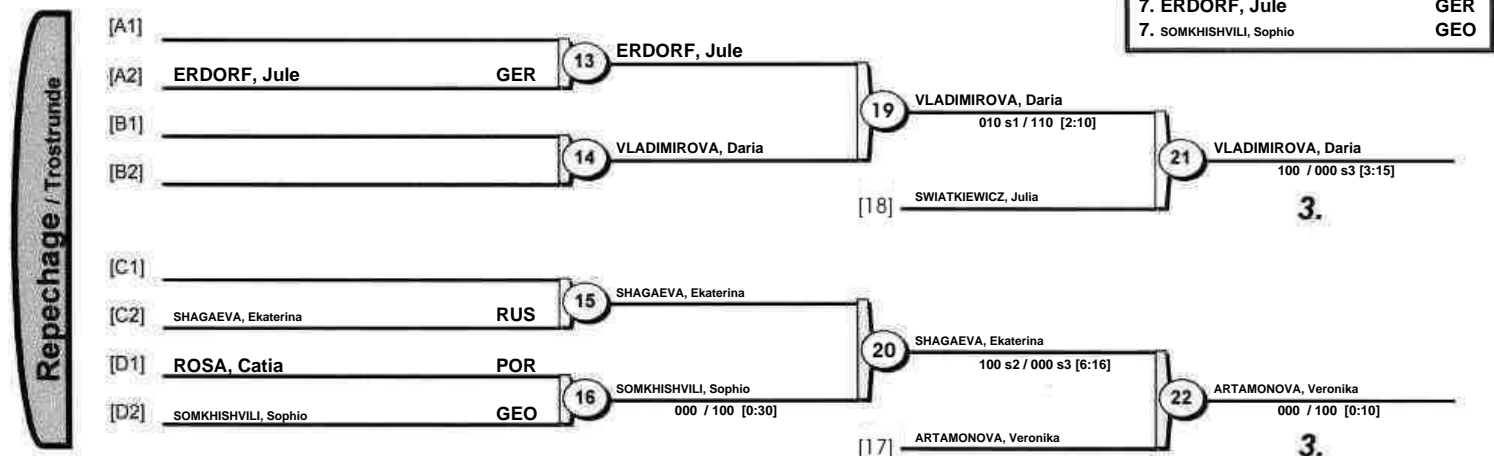 7. ERDORF, Jule GER
7. SOMKHISHVILI, Sophio GEO
Repechage / Trostrunde
[A1]
[A2] ERDORF, Jule GER
13 ERDORF, Jule
[B1]
[B2]
14 VLADIMIROVA, Daria
19 VLADIMIROVA, Daria
010 s1 / 110 [2:10]
[18] SWIATKIEWICZ, Julia
21 VLADIMIROVA, Daria
100 / 000 s3 [3:15]
3.
[C1]
[C2] SHAGAEVA, Ekaterina RUS
15 SHAGAEVA, Ekaterina
[D1] ROSA, Catia POR
[D2] SOMKHISHVILI, Sophio GEO
16 SOMKHISHVILI, Sophio
000 / 100 [0:30]
20 SHAGAEVA, Ekaterina
100 s2 / 000 s3 [6:16]
[17] ARTAMONOVA, Veronika
22 ARTAMONOVA, Veronika
000 / 100 [0:10]
3.